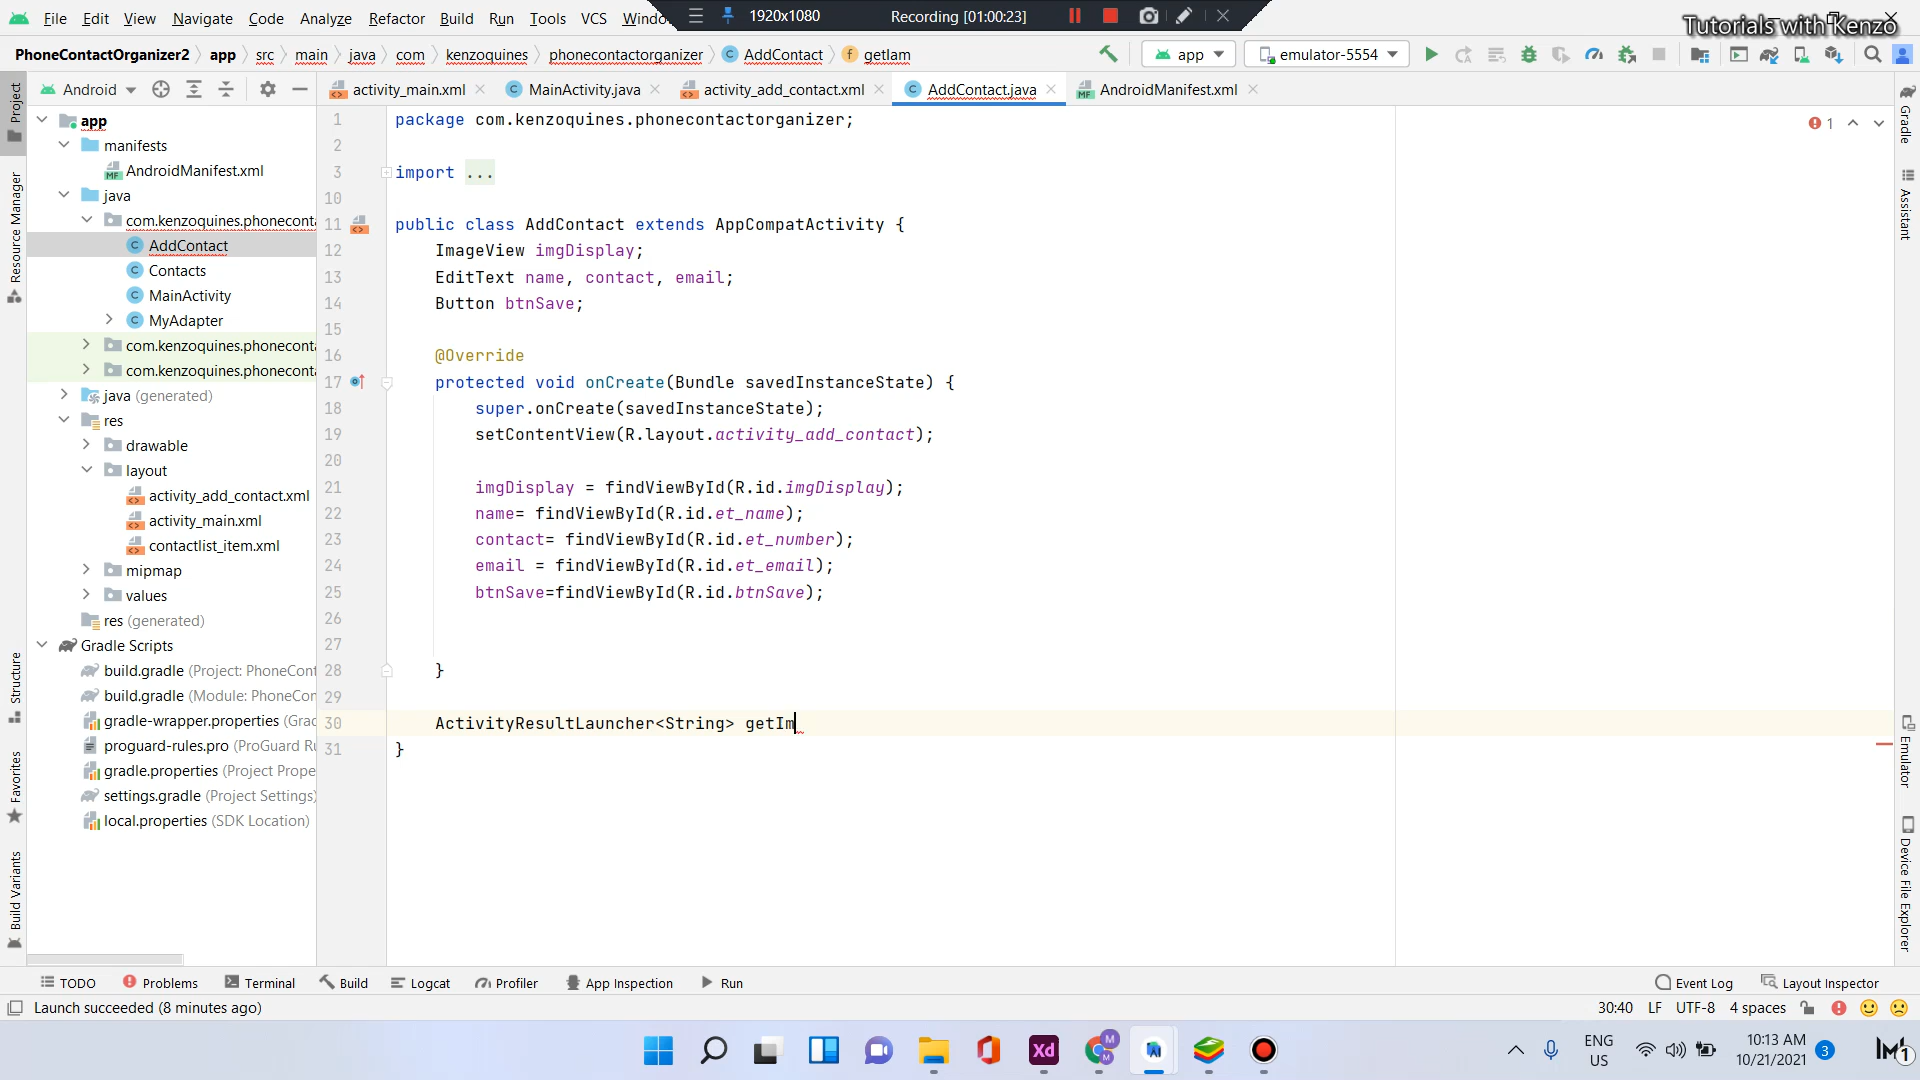 File Edit View Navigate Code Analyze Refactor Build Run Tools VCS Windo
1920x1080 Recording [01:00:23]
Tutorials with Kenzo
PhoneContactOrganizer2 app src main java com kenzoquines phonecontactorganizer AddContact getIam
app emulator-5554
Android
activity_main.xml MainActivity.java activity_add_contact.xml AddContact.java AndroidManifest.xml
Project
Resource Manager
Structure
Favorites
Build Variants
app
manifests
AndroidManifest.xml
java
com.kenzoquines.phoneconta
AddContact
Contacts
MainActivity
MyAdapter
com.kenzoquines.phoneconta
com.kenzoquines.phoneconta
java (generated)
res
drawable
layout
activity_add_contact.xml
activity_main.xml
contactlist_item.xml
mipmap
values
res (generated)
Gradle Scripts
build.gradle (Project: PhoneCont
build.gradle (Module: PhoneCon
gradle-wrapper.properties (Grad
proguard-rules.pro (ProGuard Ru
gradle.properties (Project Prope
settings.gradle (Project Settings)
local.properties (SDK Location)
1 package com.kenzoquines.phonecontactorganizer;
2
3 import ...
10
11 public class AddContact extends AppCompatActivity {
12 ImageView imgDisplay;
13 EditText name, contact, email;
14 Button btnSave;
15
16 @Override
17 protected void onCreate(Bundle savedInstanceState) {
18 super.onCreate(savedInstanceState);
19 setContentView(R.layout.activity_add_contact);
20
21 imgDisplay = findViewById(R.id.imgDisplay);
22 name= findViewById(R.id.et_name);
23 contact= findViewById(R.id.et_number);
24 email = findViewById(R.id.et_email);
25 btnSave=findViewById(R.id.btnSave);
26
27
28 }
29
30 ActivityResultLauncher<String> getIm
31 }
1
Gradle
Assistant
Emulator
Device File Explorer
TODO Problems Terminal Build Logcat Profiler App Inspection Run Event Log Layout Inspector
Launch succeeded (8 minutes ago) 30:40 LF UTF-8 4 spaces
Xd
M
M
ENG
US
10:13 AM
10/21/2021
3
1